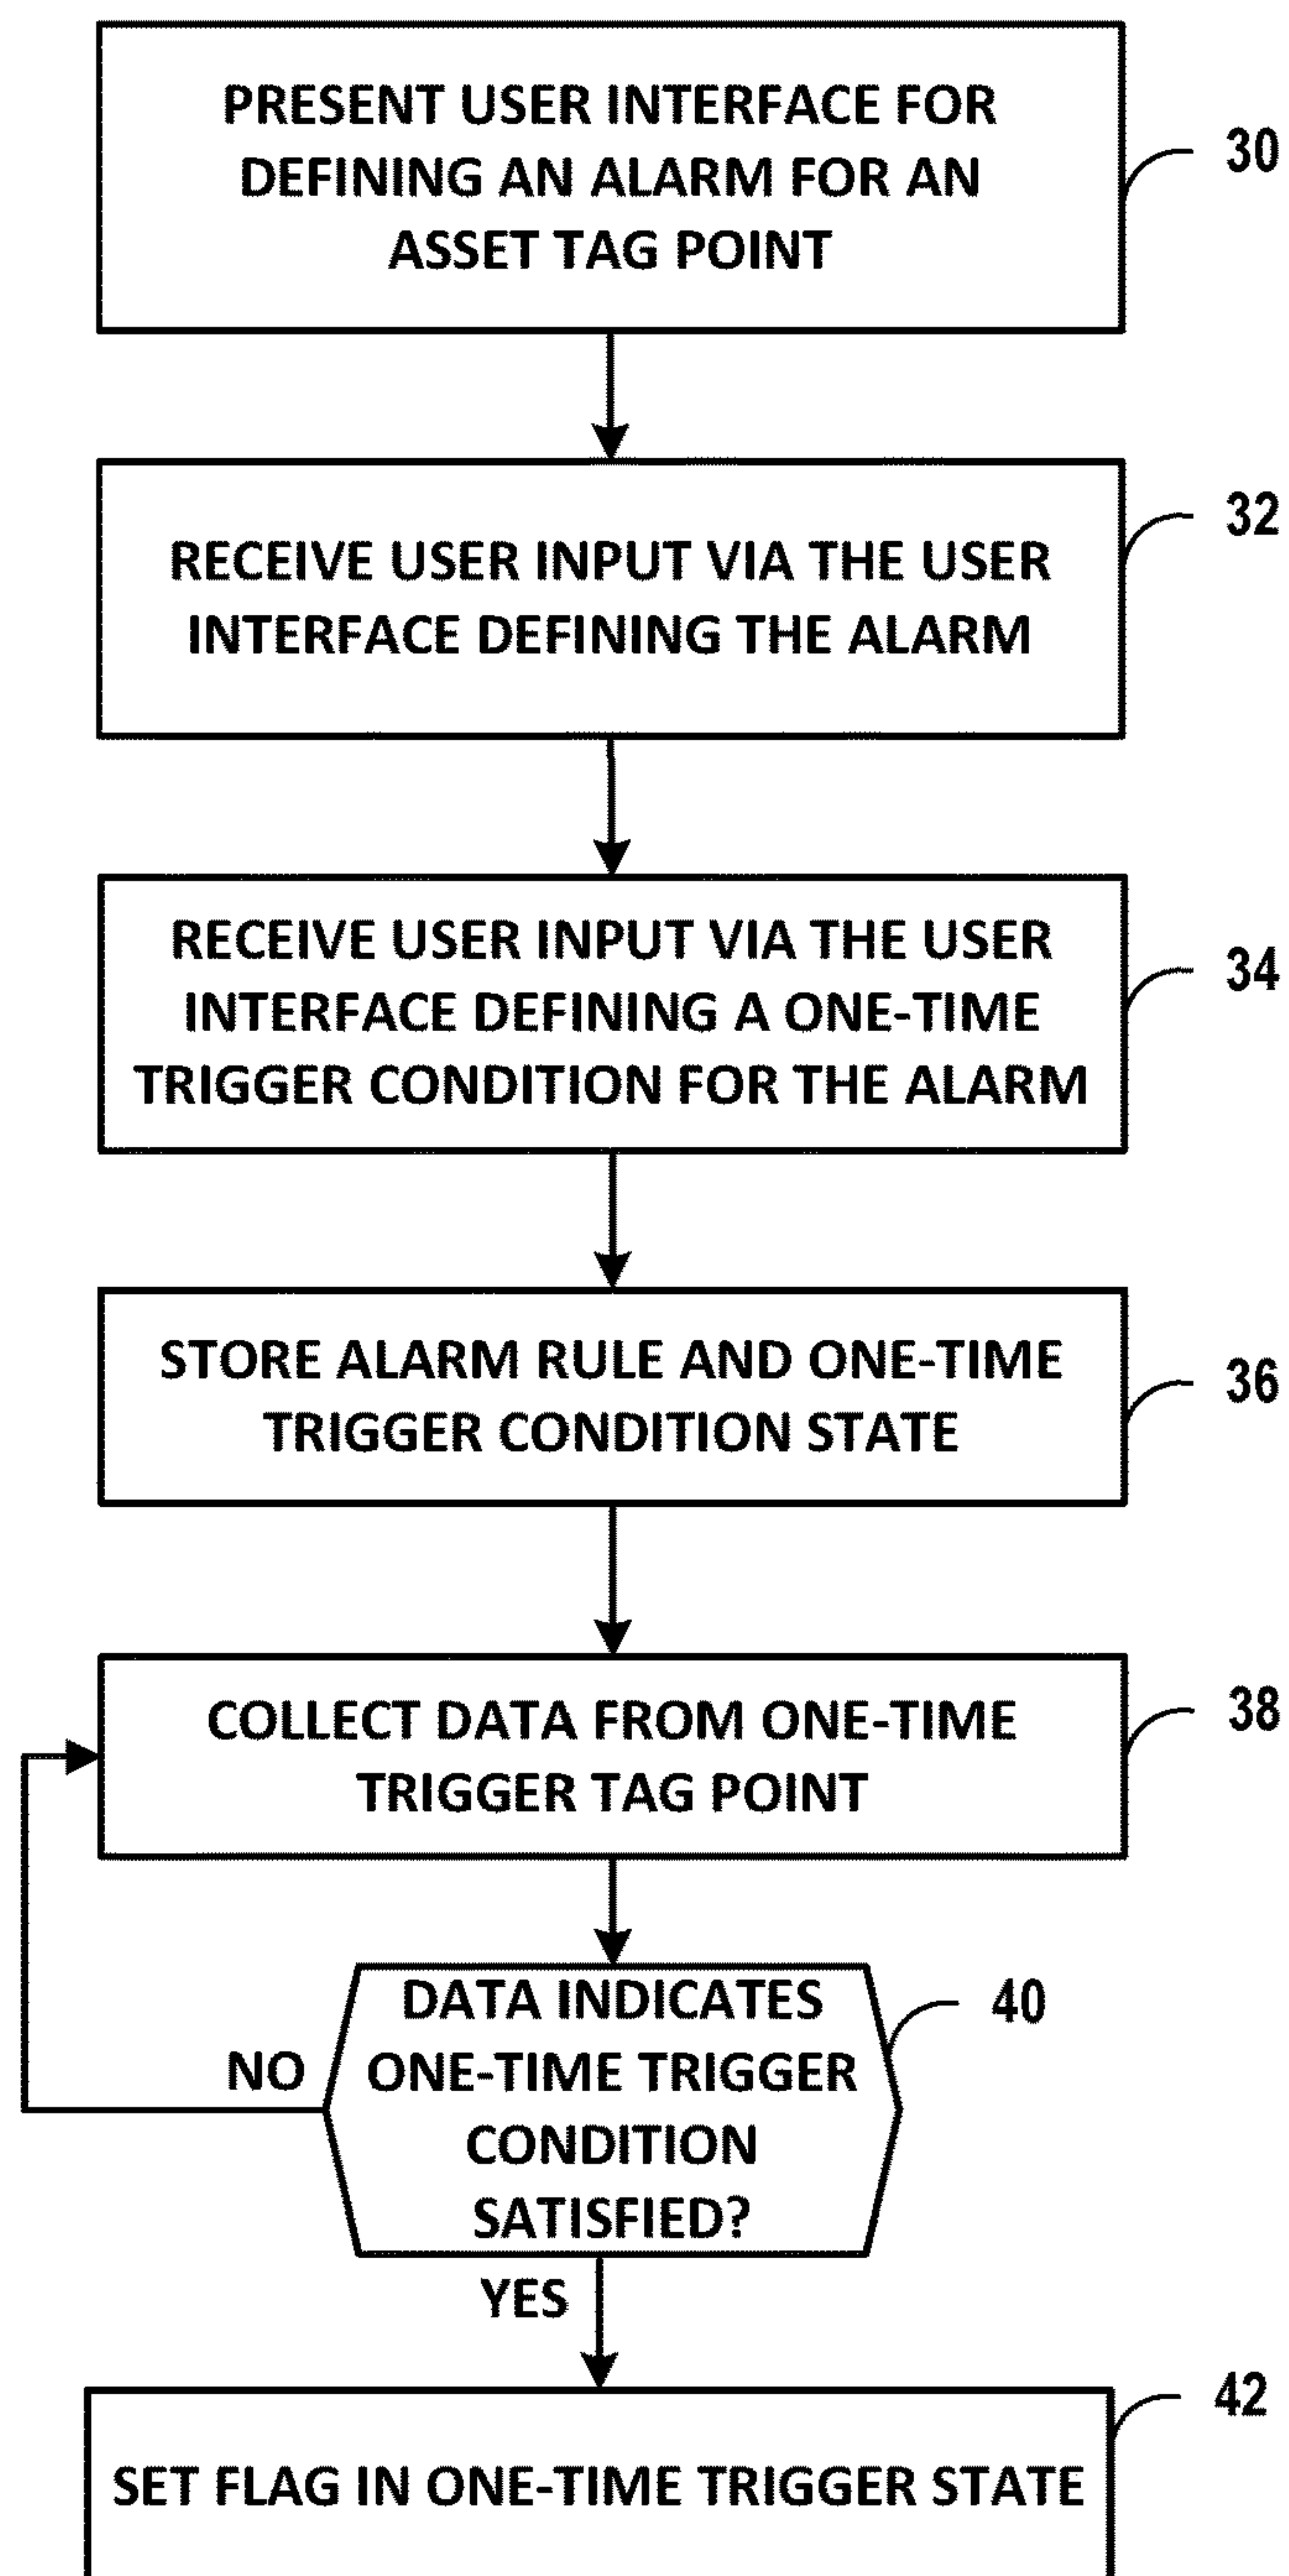 PRESENT USER INTERFACE FOR
DEFINING AN ALARM FOR AN
ASSET TAG POINT
30
RECEIVE USER INPUT VIA THE USER
INTERFACE DEFINING THE ALARM
32
RECEIVE USER INPUT VIA THE USER
INTERFACE DEFINING A ONE-TIME
TRIGGER CONDITION FOR THE ALARM
34
STORE ALARM RULE AND ONE-TIME
TRIGGER CONDITION STATE
36
COLLECT DATA FROM ONE-TIME
TRIGGER TAG POINT
38
DATA INDICATES
ONE-TIME TRIGGER
CONDITION
SATISFIED?
40
NO
YES
SET FLAG IN ONE-TIME TRIGGER STATE
42